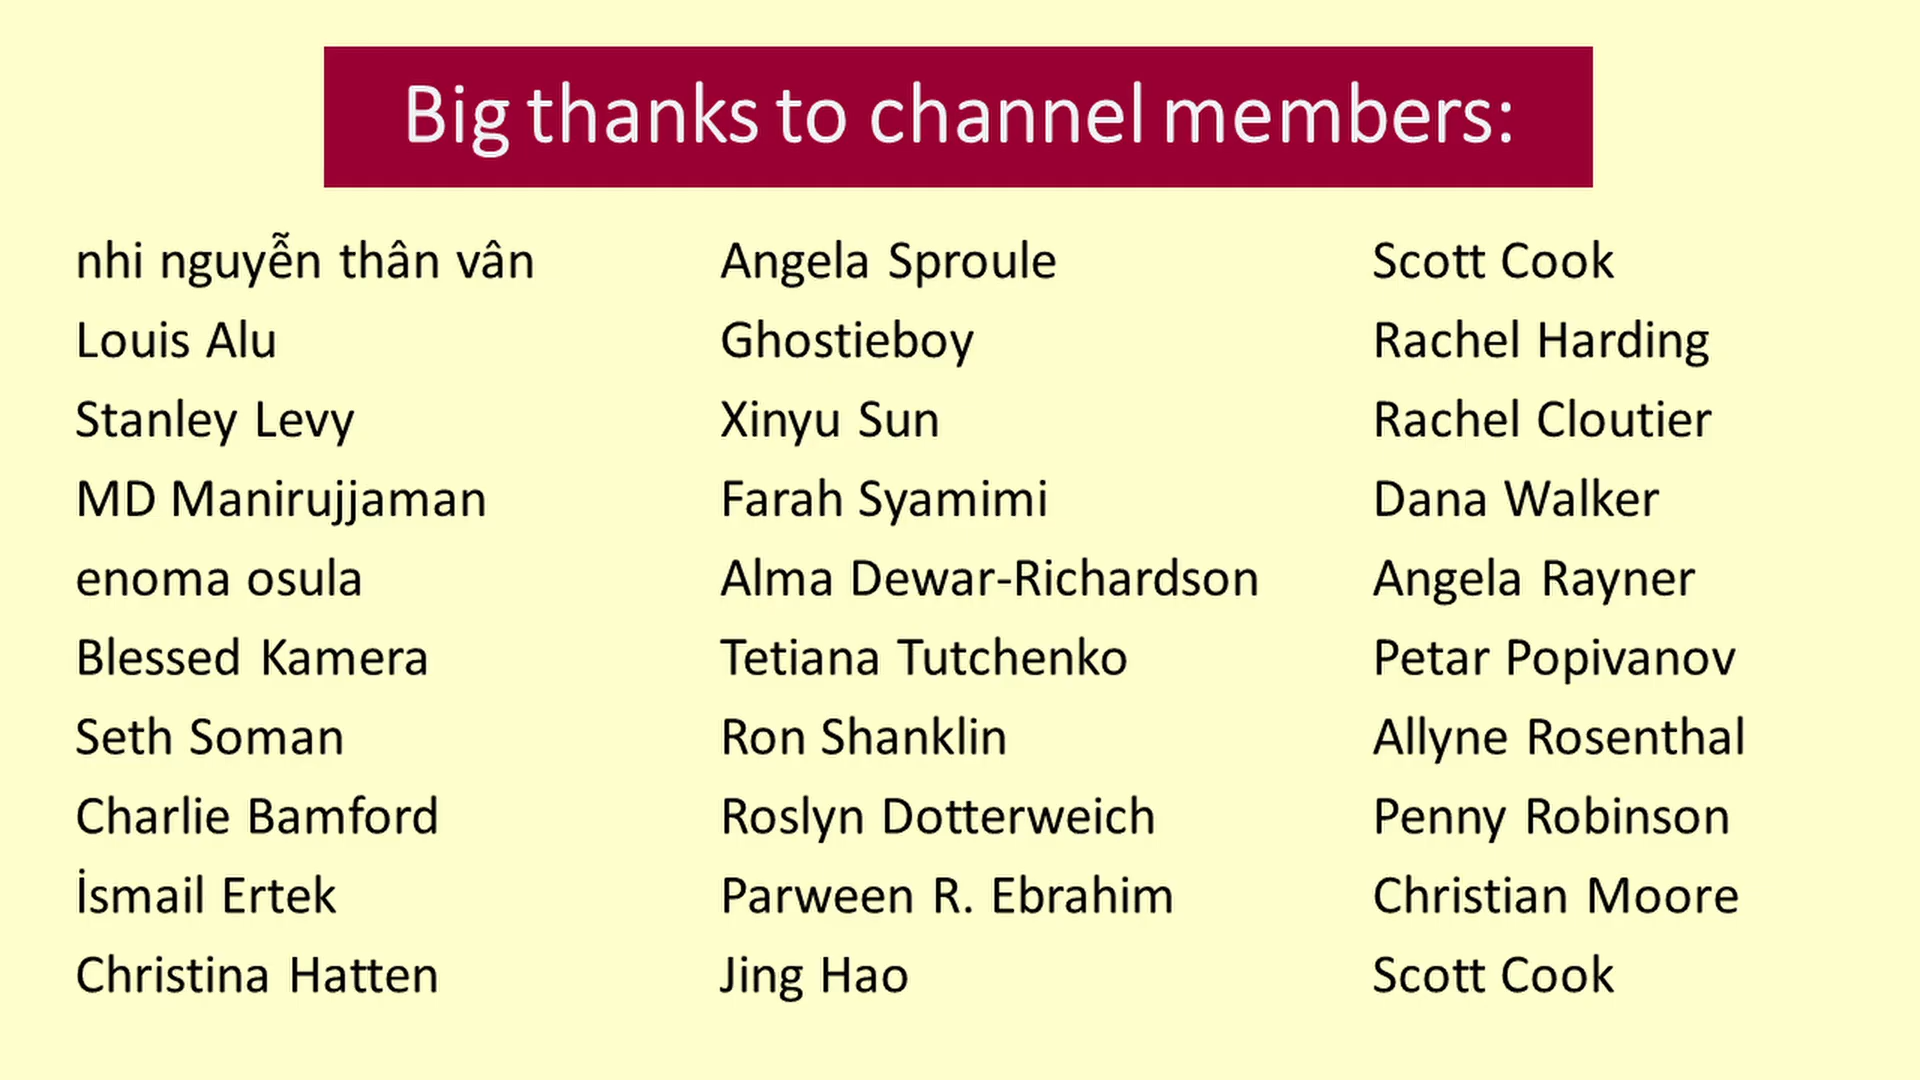 Big thanks to channel members:
nhi nguyễn thân vân
Louis Alu
Stanley Levy
MD Manirujjaman
enoma osula
Blessed Kamera
Seth Soman
Charlie Bamford
İsmail Ertek
Christina Hatten
Angela Sproule
Ghostieboy
Xinyu Sun
Farah Syamimi
Alma Dewar-Richardson
Tetiana Tutchenko
Ron Shanklin
Roslyn Dotterweich
Parween R. Ebrahim
Jing Hao
Scott Cook
Rachel Harding
Rachel Cloutier
Dana Walker
Angela Rayner
Petar Popivanov
Allyne Rosenthal
Penny Robinson
Christian Moore
Scott Cook